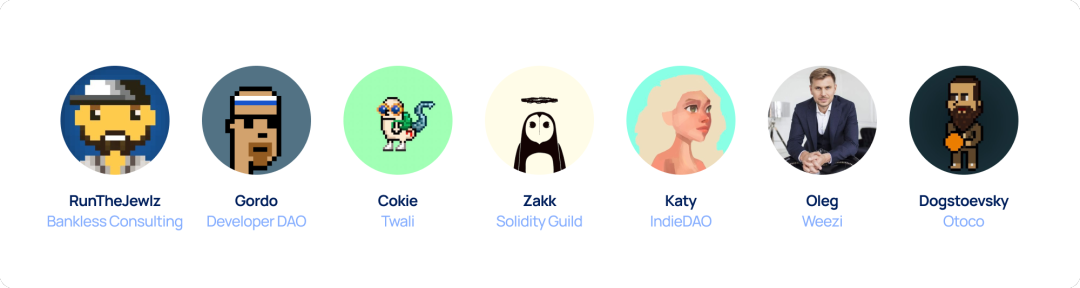 RunTheJewlz
Bankless Consulting
Gordo
Developer DAO
Cokie
Twali
Zakk
Solidity Guild
Katy
IndieDAO
Oleg
Weezi
Dogstoevsky
Otoco